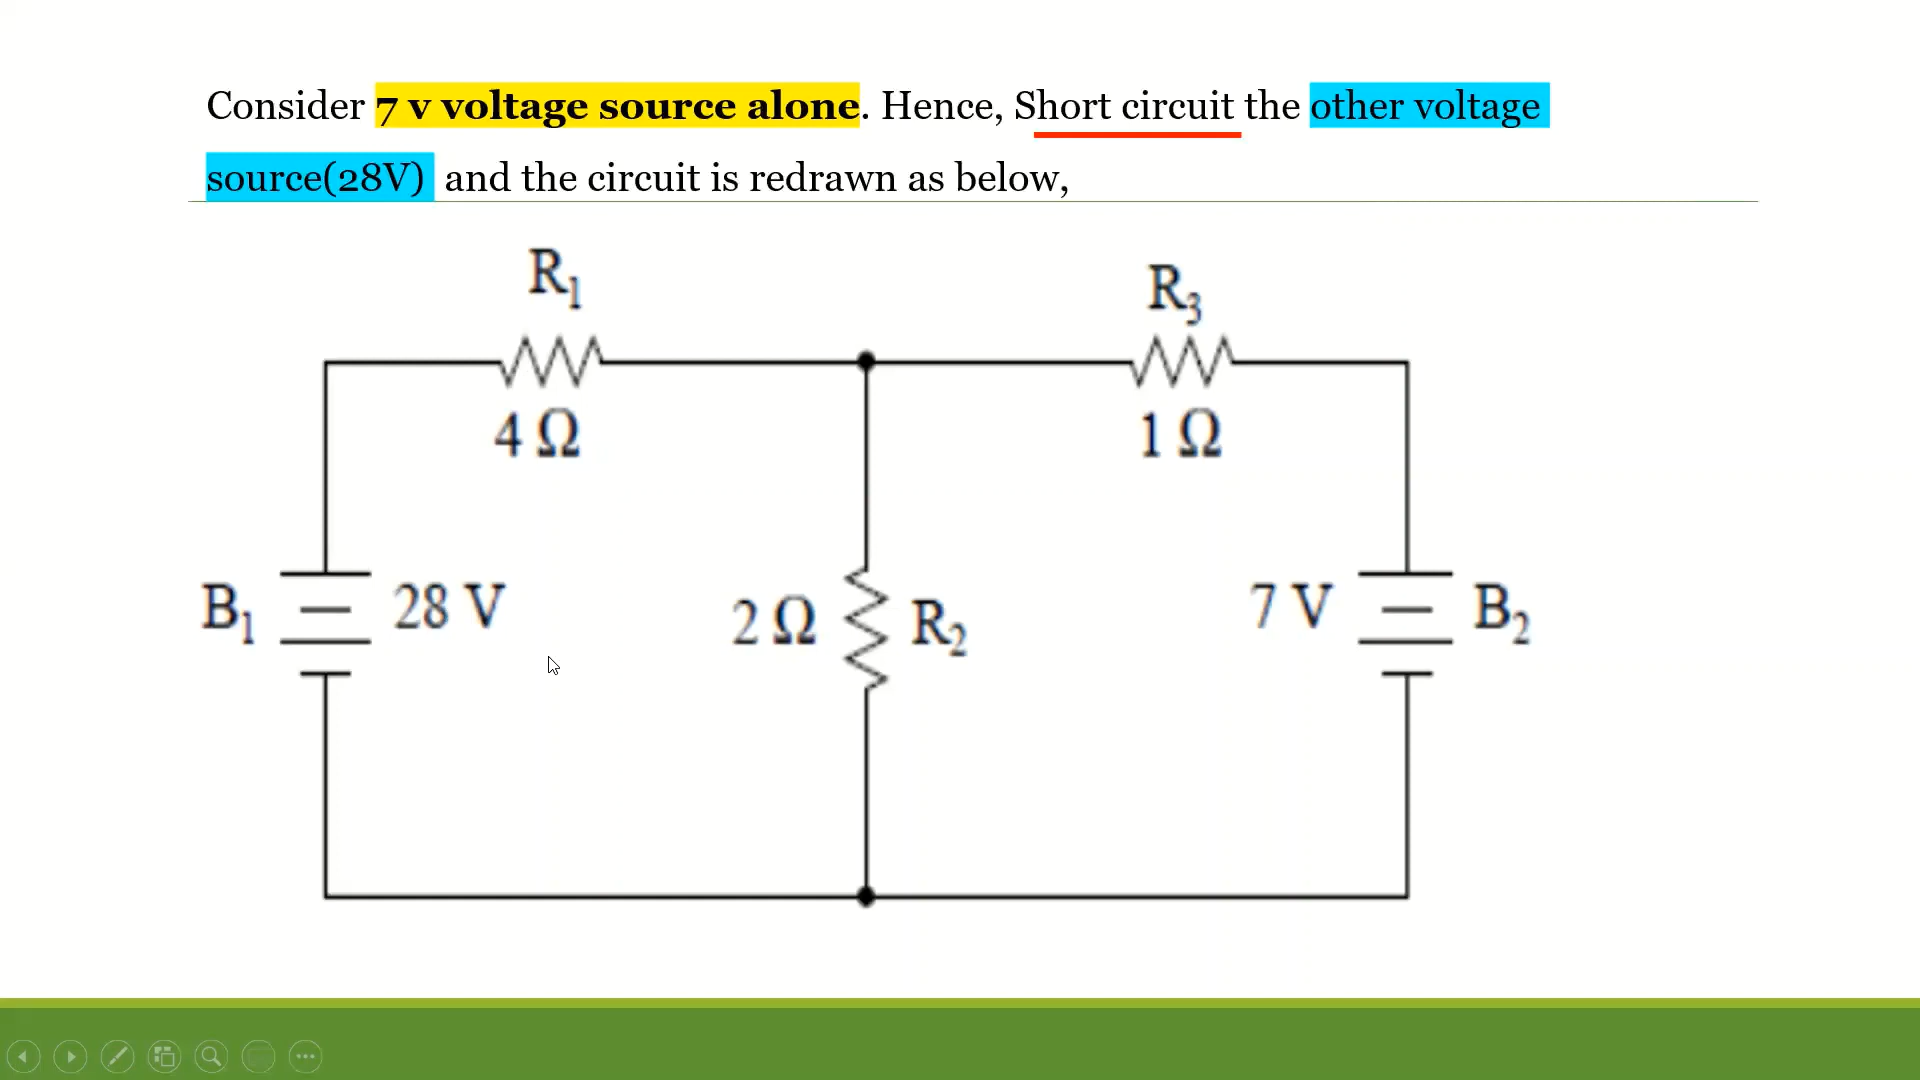 Consider 7 v voltage source alone. Hence, Short circuit the other voltage
source(28V) and the circuit is redrawn as below,
R1
R3
4 Ω
1 Ω
B1
28 V
2 Ω
R2
7 V
B2